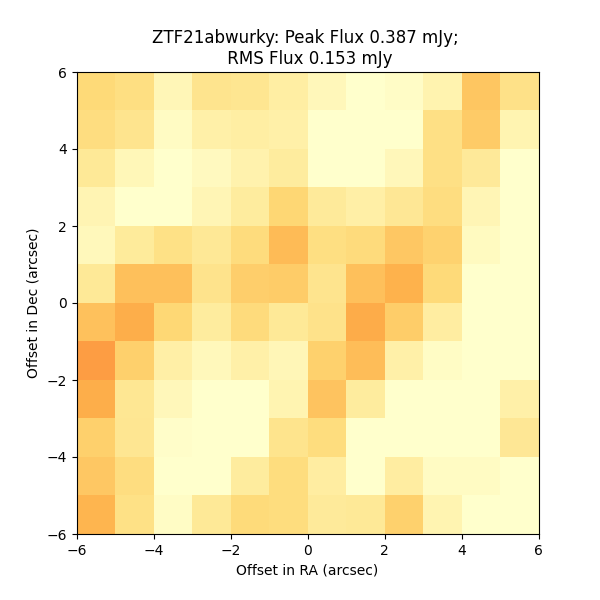 ZTF21abwurky: Peak Flux 0.387 mJy;
RMS Flux 0.153 mJy
6
4
2
0
−2
−4
−6
Offset in Dec (arcsec)
−6 −4 −2 0 2 4 6
Offset in RA (arcsec)